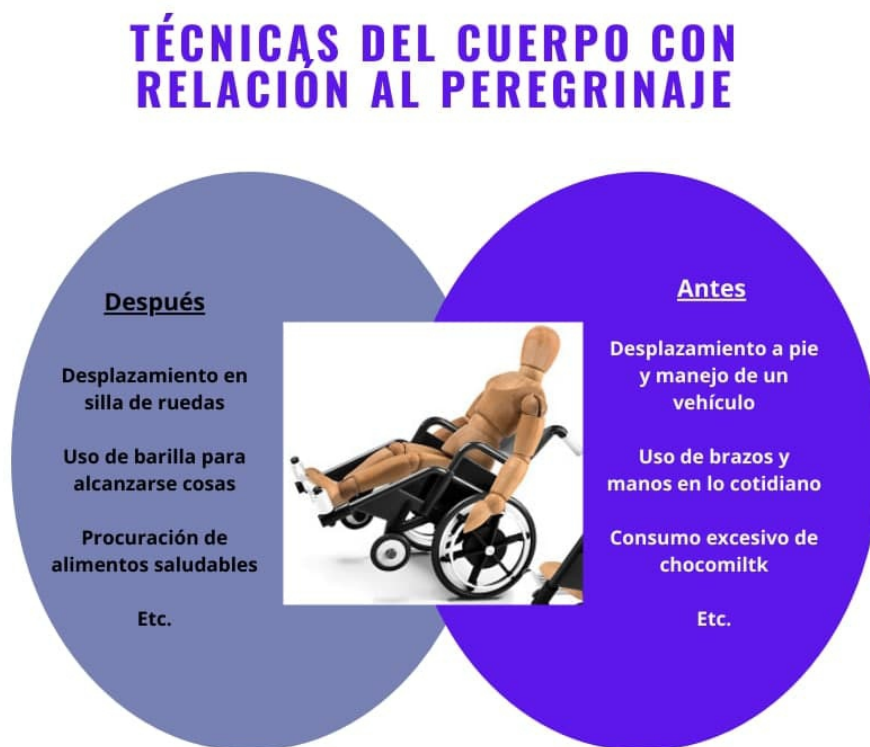 TÉCNICAS DEL CUERPO CON
RELACIÓN AL PEREGRINAJE
Después
Desplazamiento en
silla de ruedas
Uso de barilla para
alcanzarse cosas
Procuración de
alimentos saludables
Etc.
Antes
Desplazamiento a pie
y manejo de un
vehículo
Uso de brazos y
manos en lo cotidiano
Consumo excesivo de
chocomiltk
Etc.